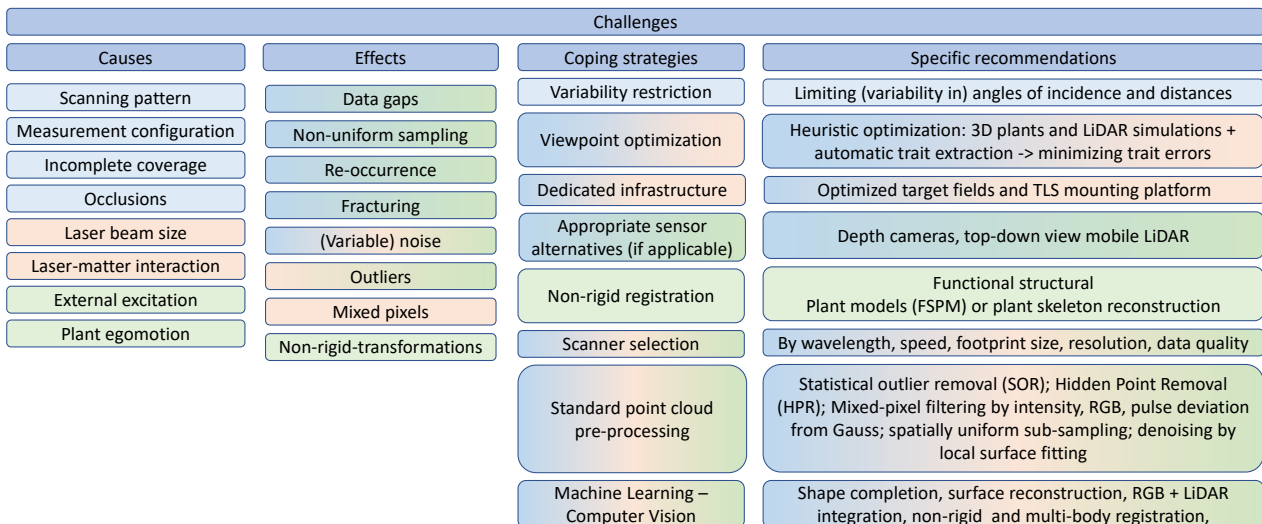 Challenges
Causes
Effects
Coping strategies
Specific recommendations
Scanning pattern
Measurement configuration
Incomplete coverage
Occlusions
Laser beam size
Laser-matter interaction
External excitation
Plant egomotion
Data gaps
Non-uniform sampling
Re-occurrence
Fracturing
(Variable) noise
Outliers
Mixed pixels
Non-rigid-transformations
Variability restriction
Viewpoint optimization
Dedicated infrastructure
Appropriate sensor
alternatives (if applicable)
Non-rigid registration
Scanner selection
Standard point cloud
pre-processing
Machine Learning –
Computer Vision
Limiting (variability in) angles of incidence and distances
Heuristic optimization: 3D plants and LiDAR simulations +
automatic trait extraction -> minimizing trait errors
Optimized target fields and TLS mounting platform
Depth cameras, top-down view mobile LiDAR
Functional structural
Plant models (FSPM) or plant skeleton reconstruction
By wavelength, speed, footprint size, resolution, data quality
Statistical outlier removal (SOR); Hidden Point Removal
(HPR); Mixed-pixel filtering by intensity, RGB, pulse deviation
from Gauss; spatially uniform sub-sampling; denoising by
local surface fitting
Shape completion, surface reconstruction, RGB + LiDAR
integration, non-rigid and multi-body registration,